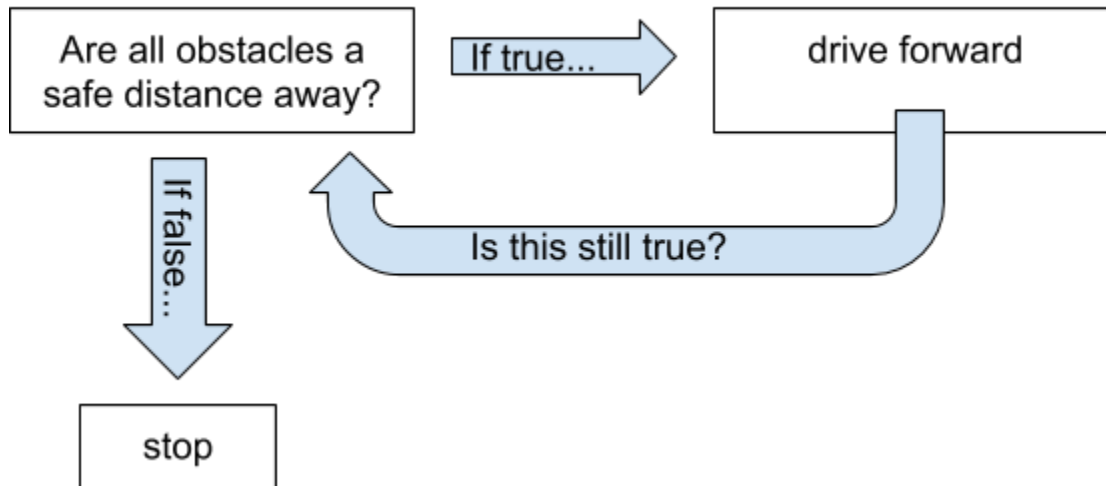 Are all obstacles a
safe distance away?
If true...
drive forward
Is this still true?
If false...
stop